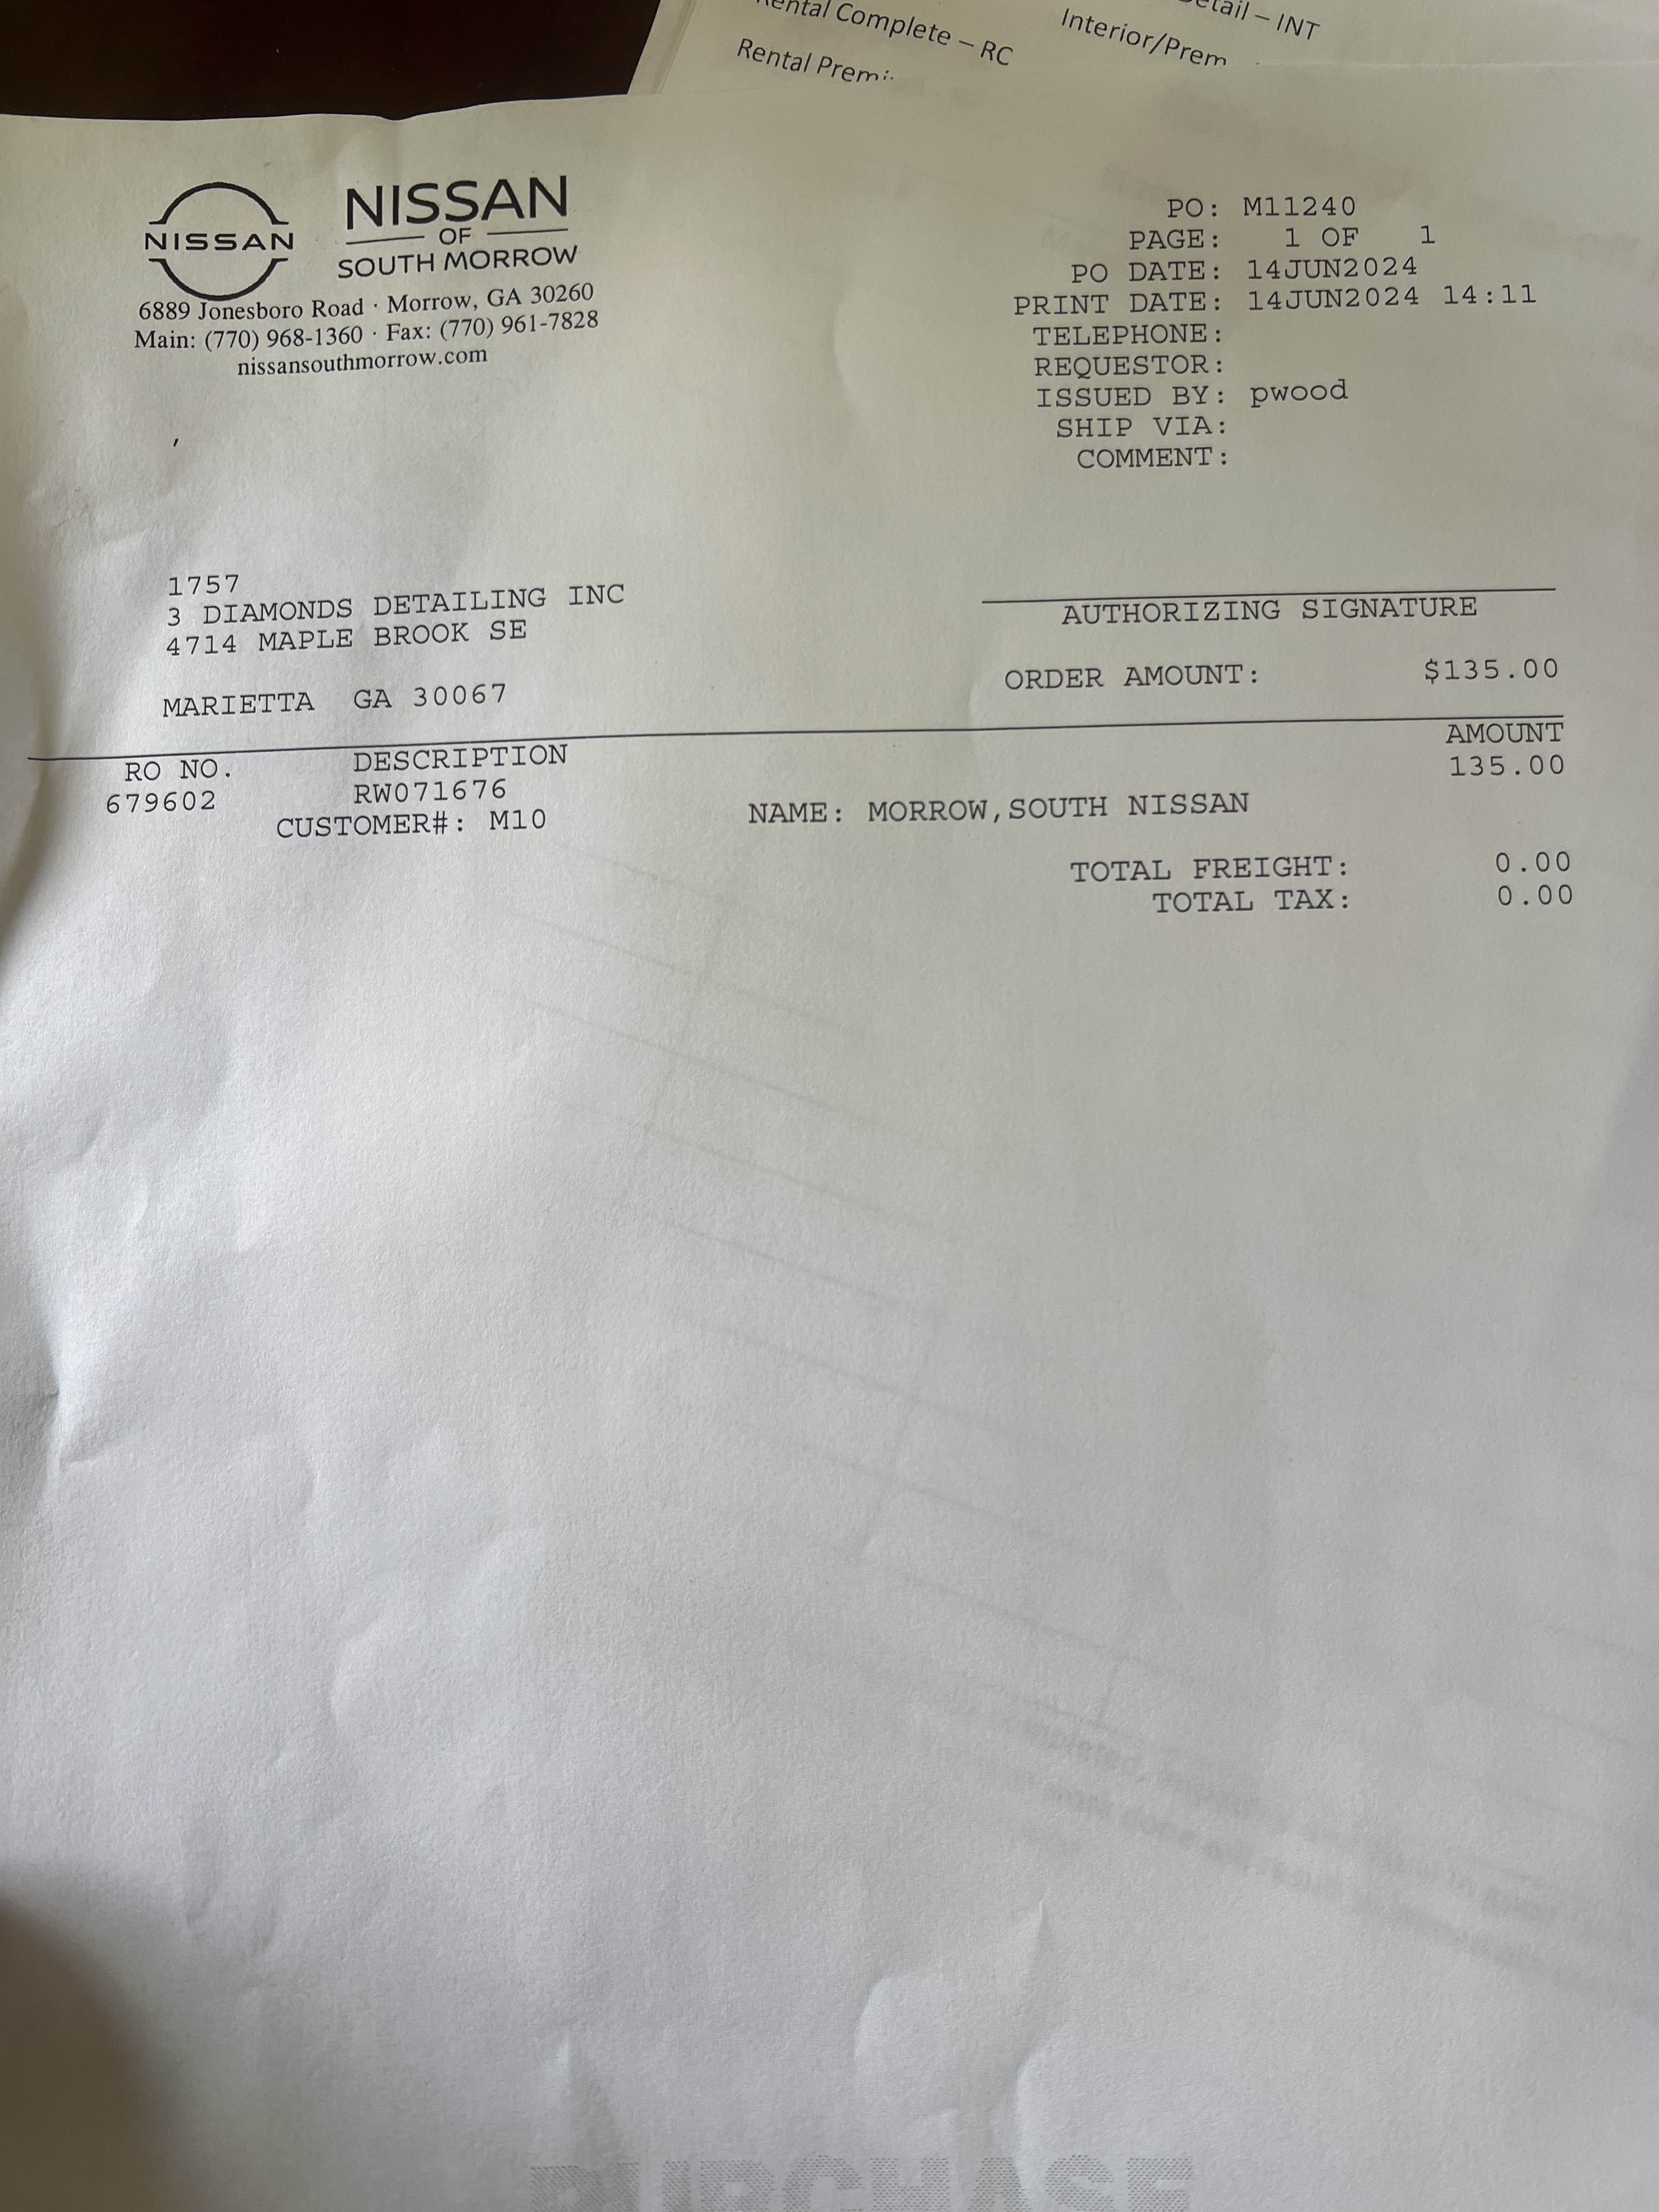 Rental Complete – RC
Detail – INT
Rental
Interior/Prem
NISSAN
NISSAN
OF
SOUTH MORROW
6889 Jonesboro Road · Morrow, GA 30260
Main: (770) 968-1360 · Fax: (770) 961-7828
nissansouthmorrow.com
PO: M11240
PAGE: 1 OF 1
PO DATE: 14JUN2024
PRINT DATE: 14JUN2024 14:11
TELEPHONE:
REQUESTOR:
ISSUED BY: pwood
SHIP VIA:
COMMENT:
1757
3 DIAMONDS DETAILING INC
4714 MAPLE BROOK SE
MARIETTA GA 30067
AUTHORIZING SIGNATURE
ORDER AMOUNT: $135.00
RO NO. DESCRIPTION AMOUNT
679602 RW071676 135.00
CUSTOMER#: M10 NAME: MORROW,SOUTH NISSAN
TOTAL FREIGHT: 0.00
TOTAL TAX: 0.00
PURCHASE